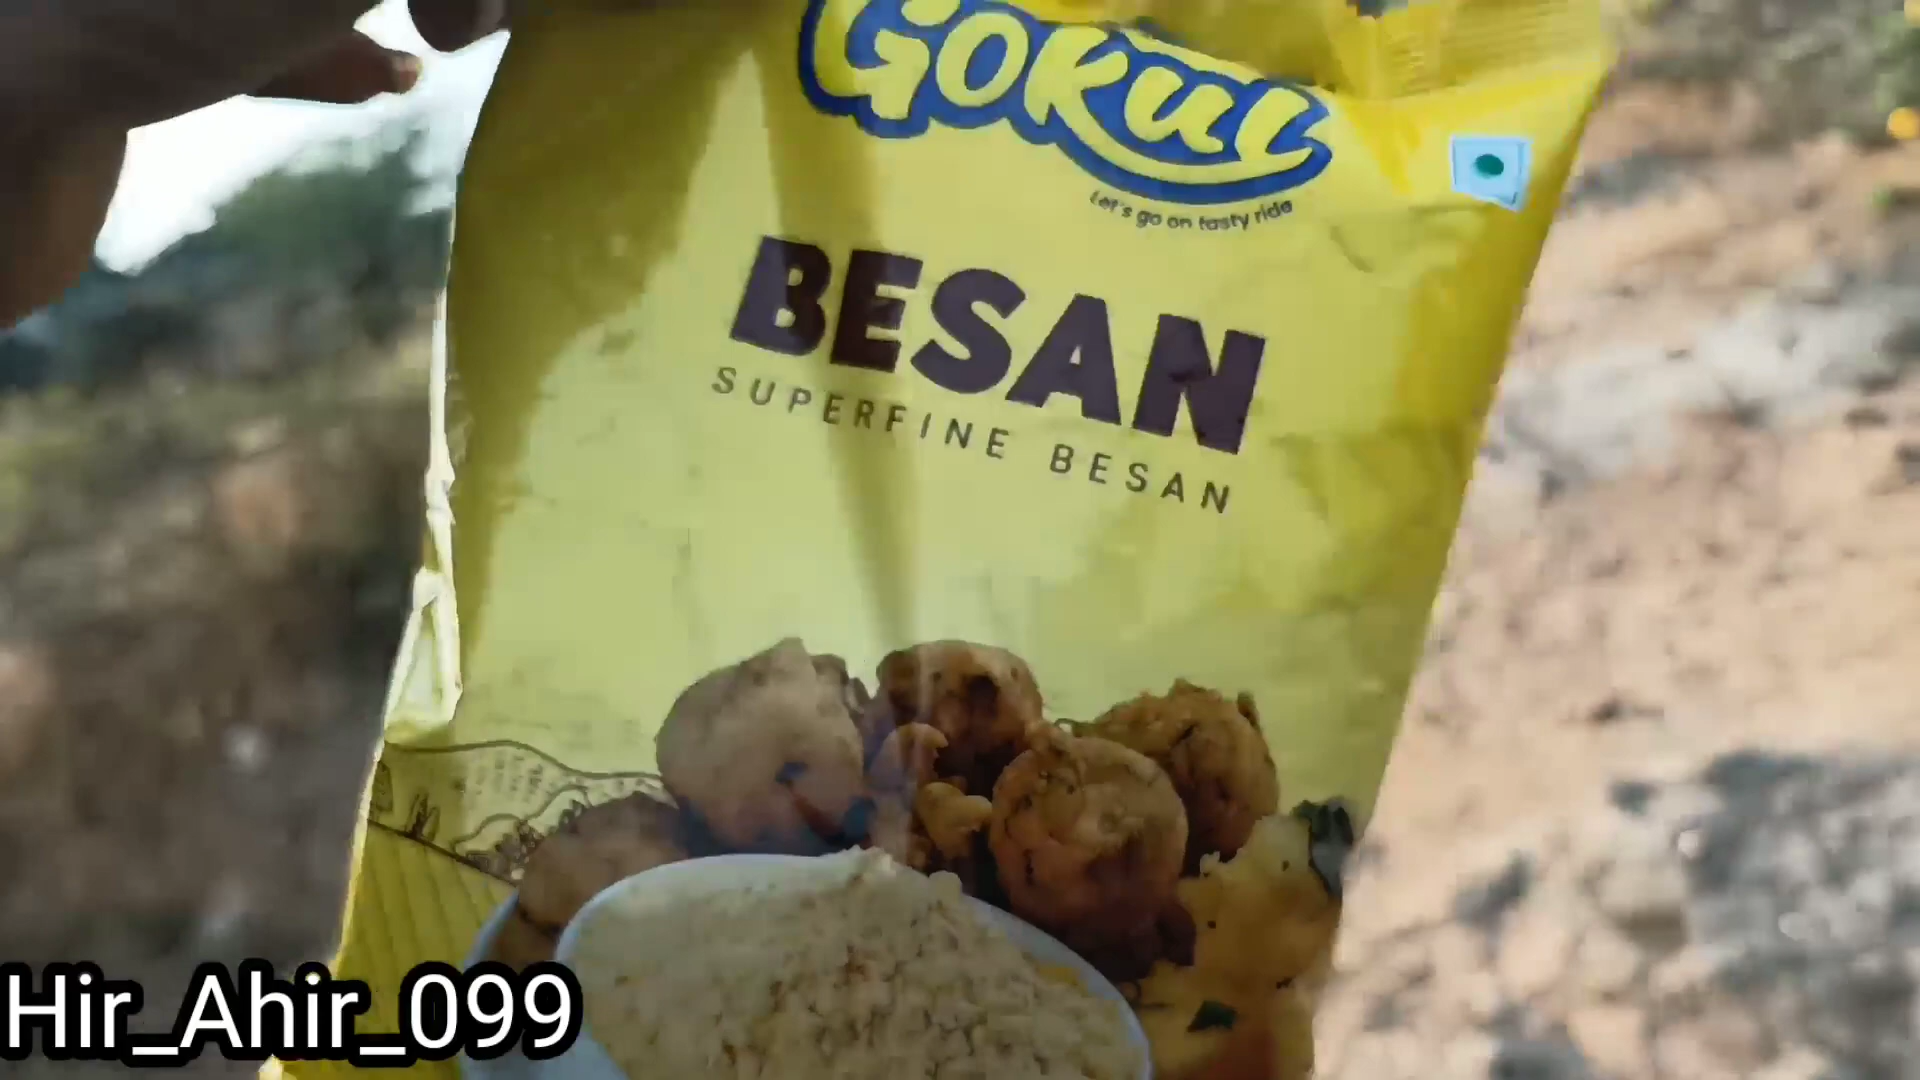 Gokul
Let's go on tasty ride
BESAN
SUPERFINE BESAN
Hir_Ahir_099